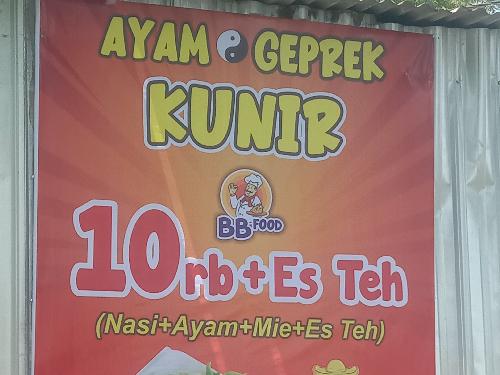 AYAM GEPREK
KUNIR
BB FOOD
10rb+Es Teh
(Nasi+Ayam+Mie+Es Teh)